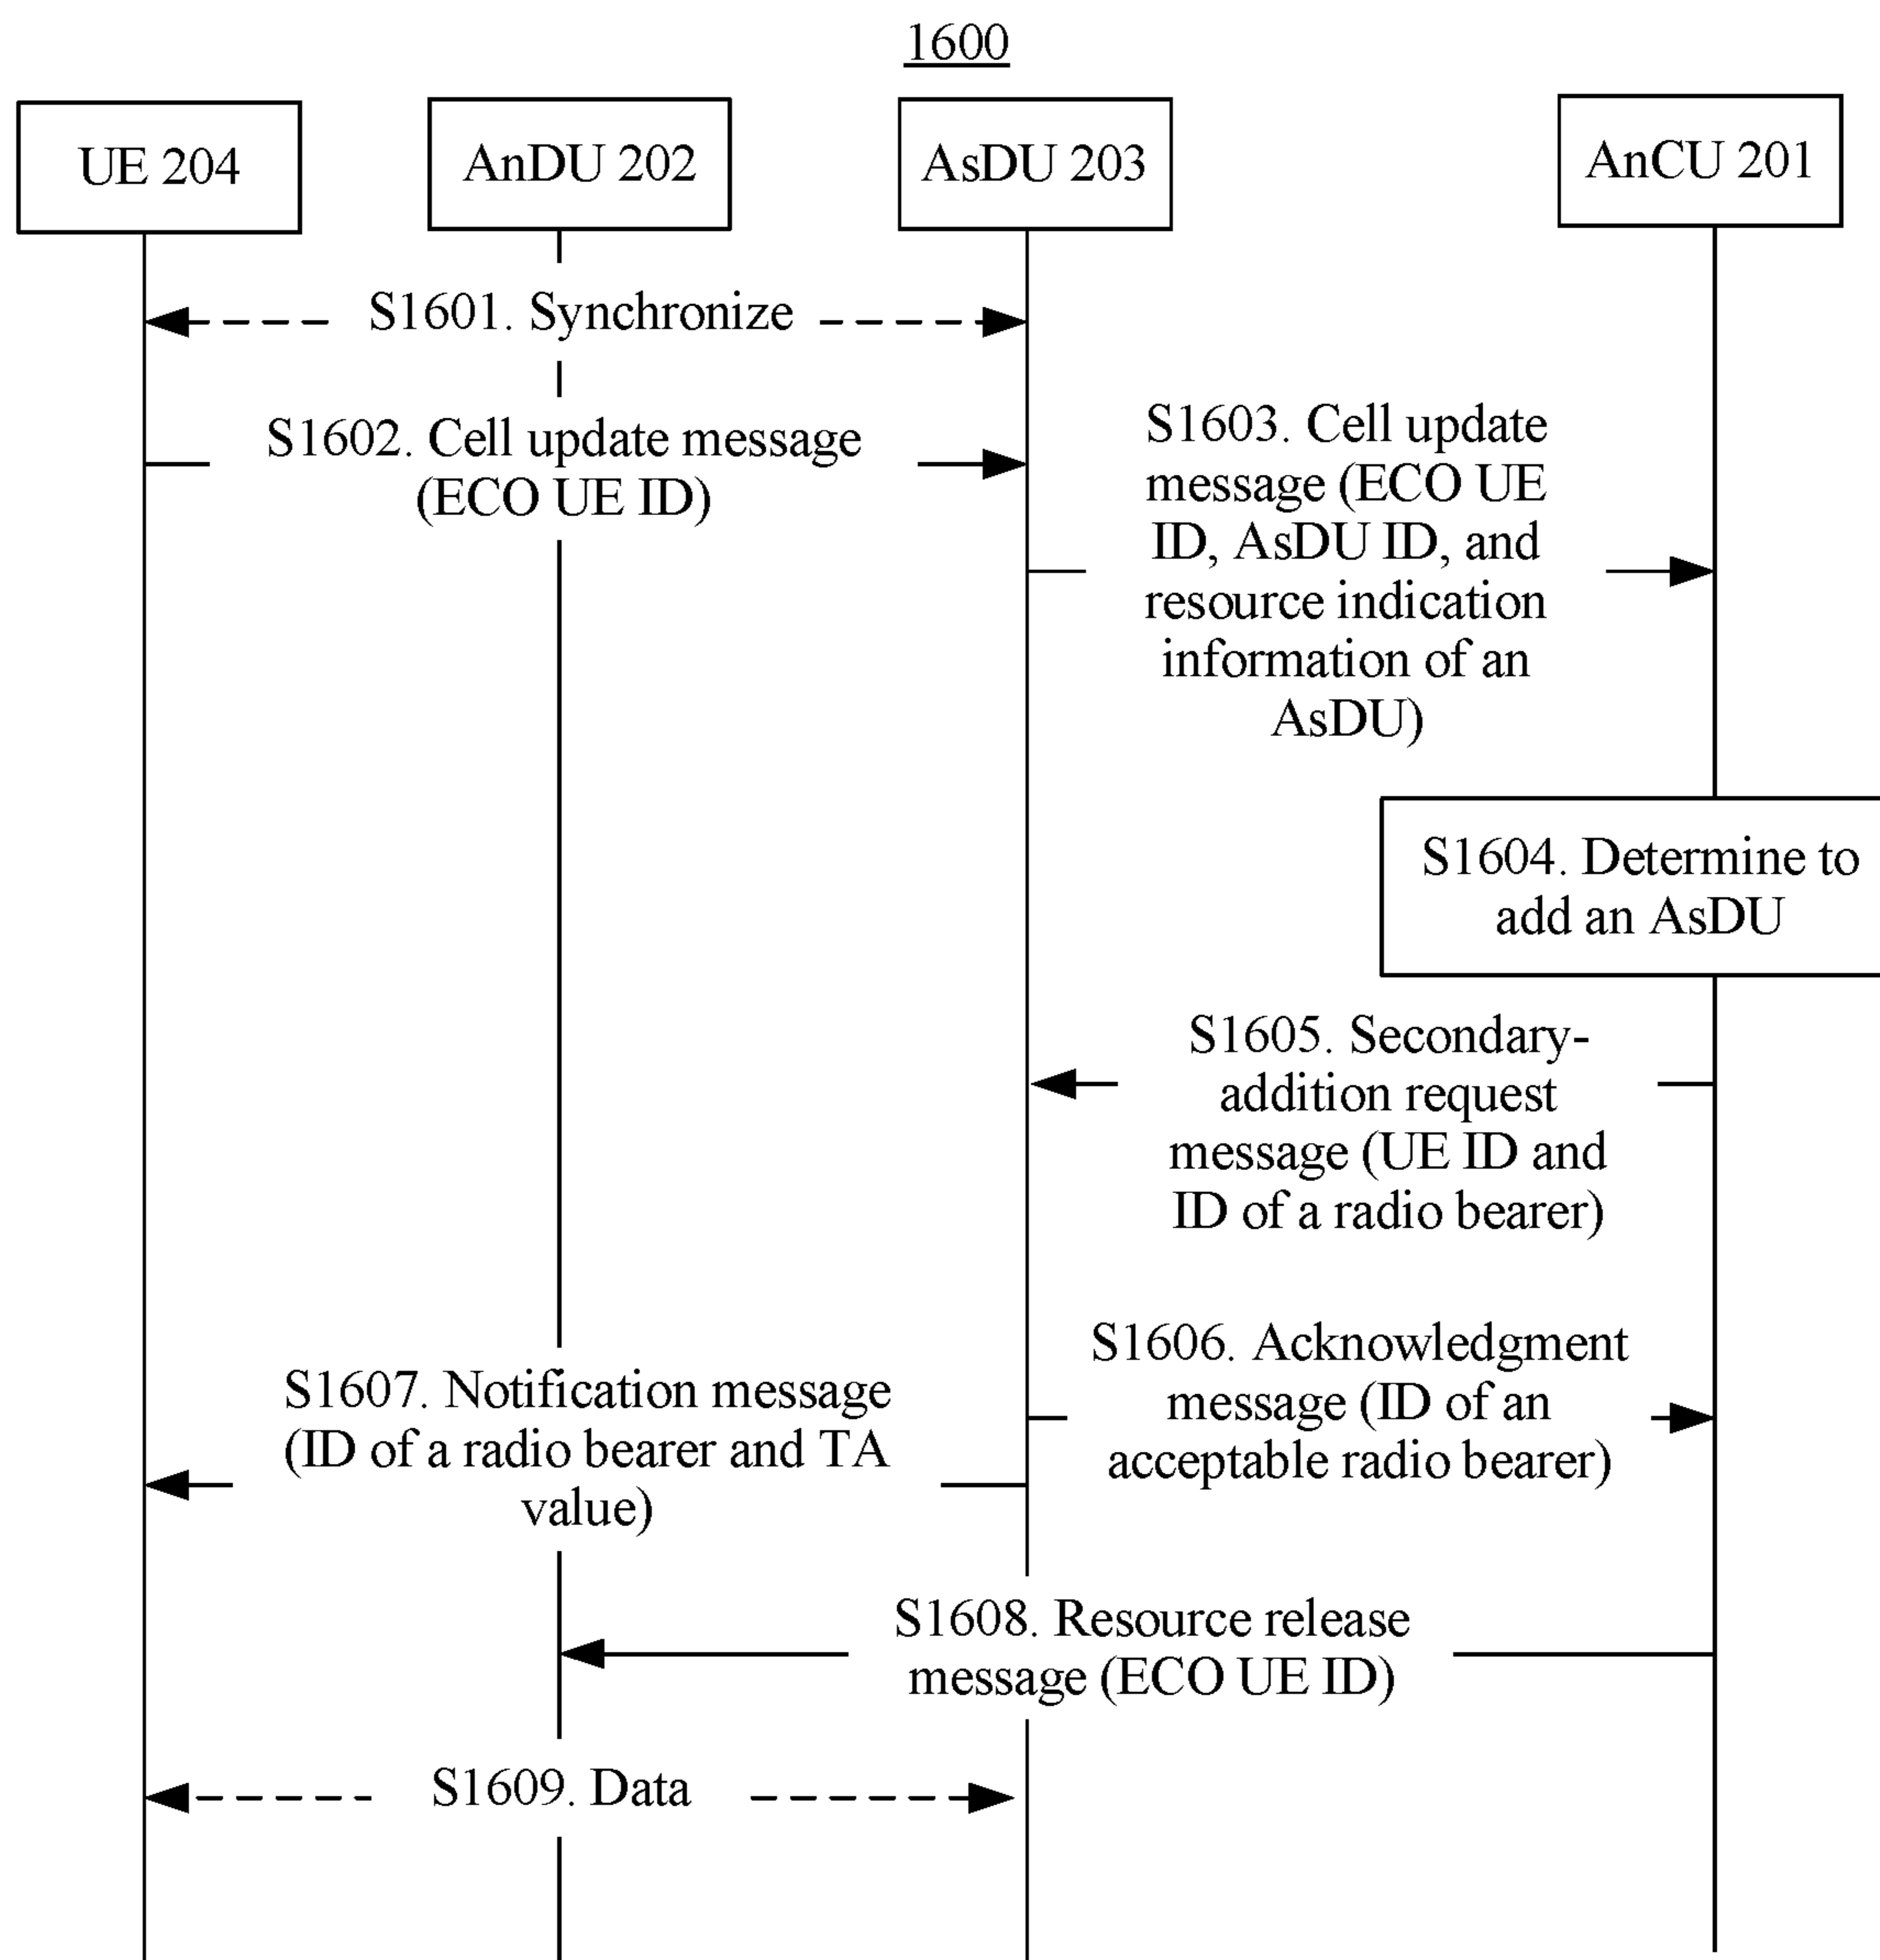 1600
UE 204
AnDU 202
AsDU 203
AnCU 201
S1601. Synchronize
S1602. Cell update message
(ECO UE ID)
S1603. Cell update
message (ECO UE
ID, AsDU ID, and
resource indication
information of an
AsDU)
S1604. Determine to
add an AsDU
S1605. Secondary-
addition request
message (UE ID and
ID of a radio bearer)
S1606. Acknowledgment
message (ID of an
acceptable radio bearer)
S1607. Notification message
(ID of a radio bearer and TA
value)
S1608. Resource release
message (ECO UE ID)
S1609. Data